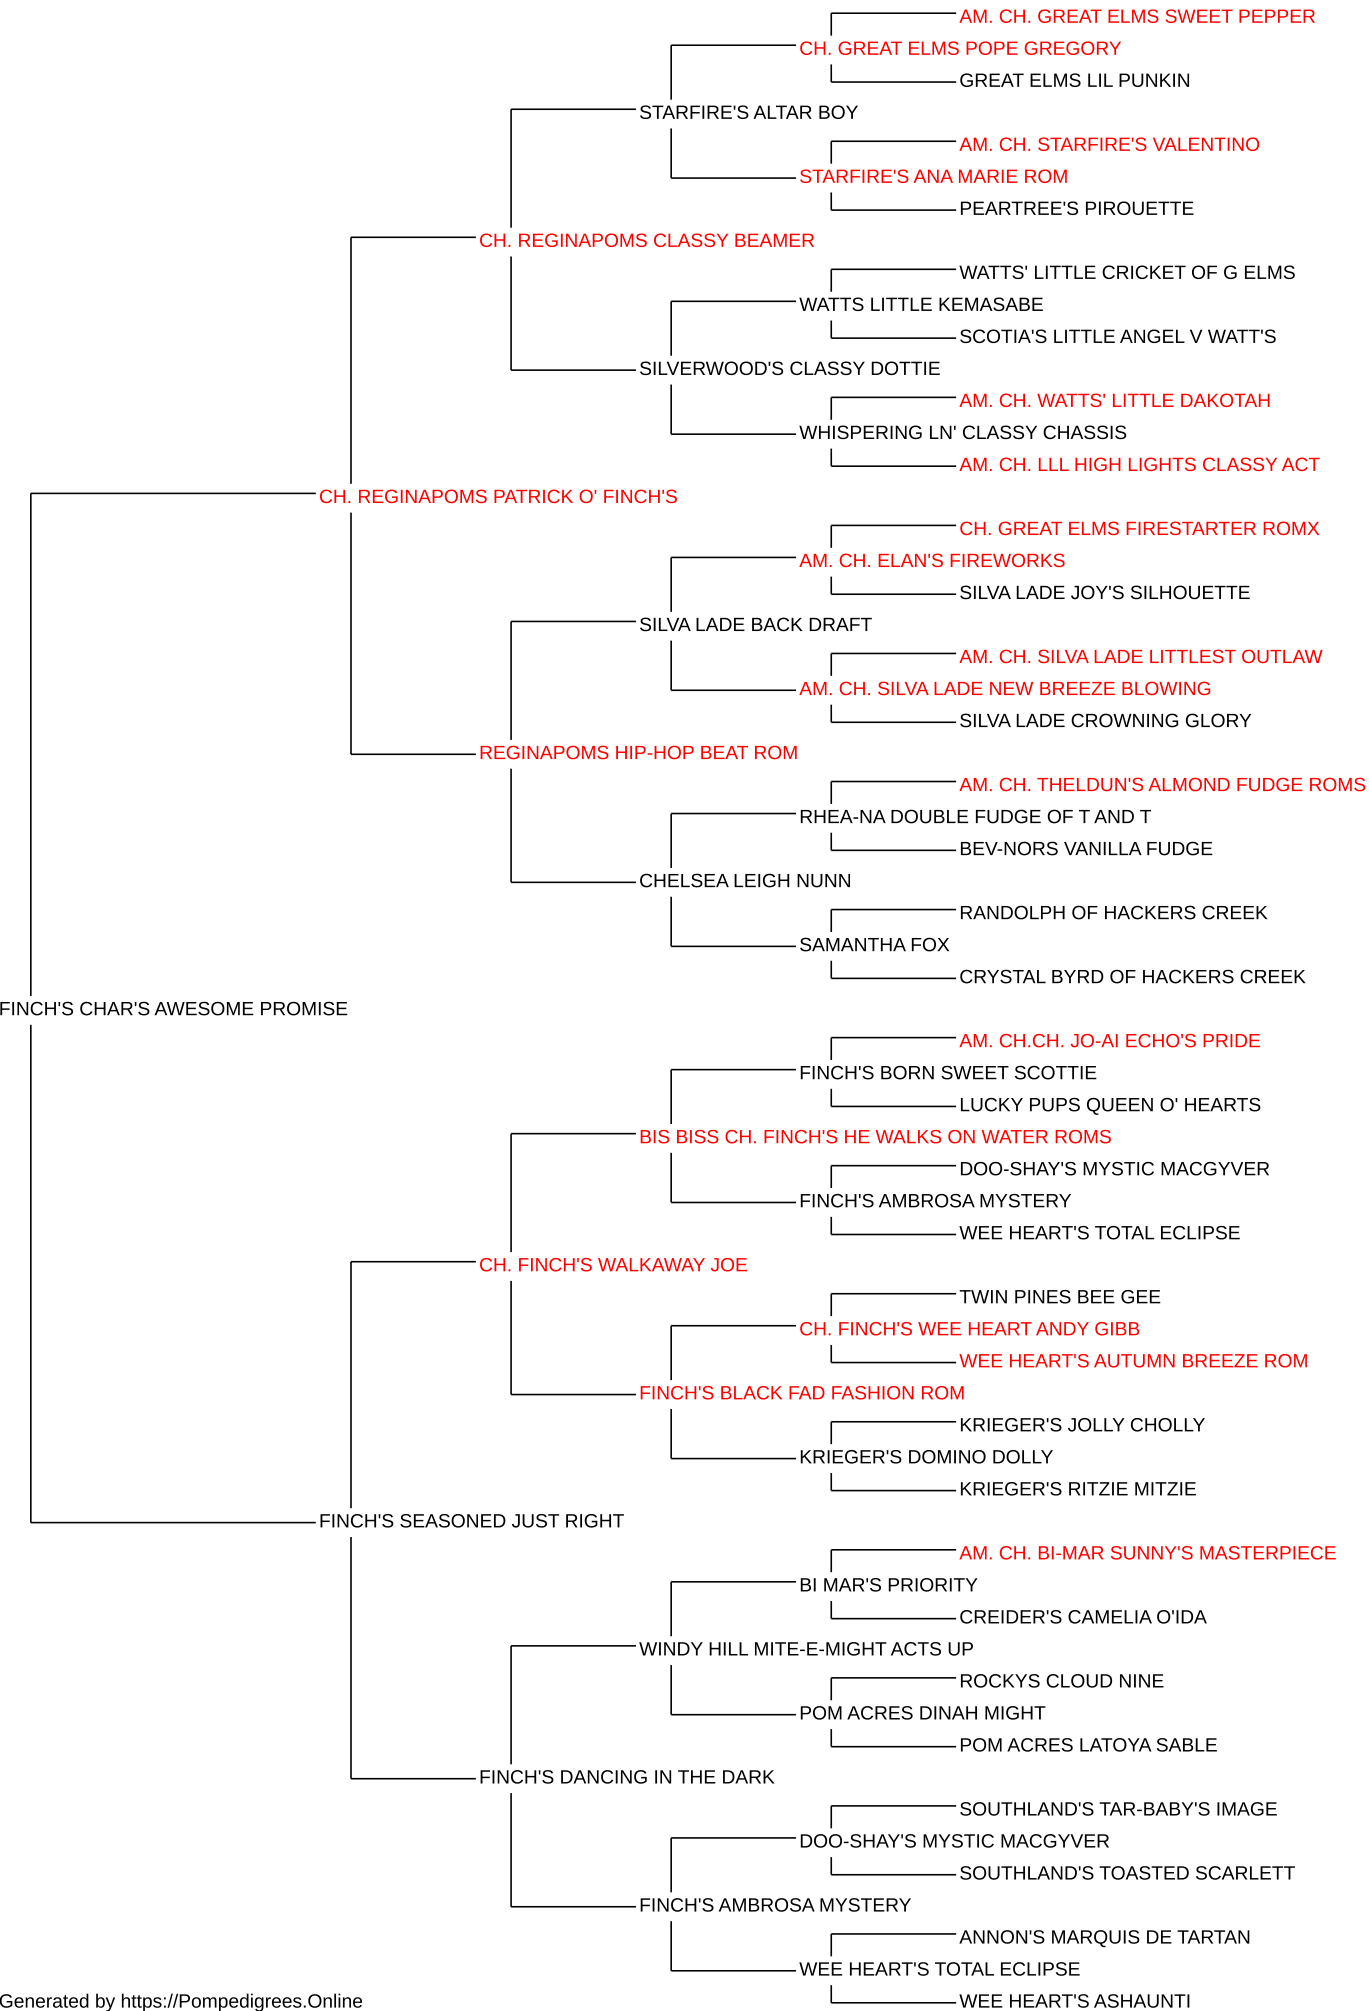 AM. CH. GREAT ELMS SWEET PEPPER
CH. GREAT ELMS POPE GREGORY
GREAT ELMS LIL PUNKIN
STARFIRE'S ALTAR BOY
AM. CH. STARFIRE'S VALENTINO
STARFIRE'S ANA MARIE ROM
PEARTREE'S PIROUETTE
CH. REGINAPOMS CLASSY BEAMER
WATTS' LITTLE CRICKET OF G ELMS
WATTS LITTLE KEMASABE
SCOTIA'S LITTLE ANGEL V WATT'S
SILVERWOOD'S CLASSY DOTTIE
AM. CH. WATTS' LITTLE DAKOTAH
WHISPERING LN' CLASSY CHASSIS
AM. CH. LLL HIGH LIGHTS CLASSY ACT
CH. REGINAPOMS PATRICK O' FINCH'S
CH. GREAT ELMS FIRESTARTER ROMX
AM. CH. ELAN'S FIREWORKS
SILVA LADE JOY'S SILHOUETTE
SILVA LADE BACK DRAFT
AM. CH. SILVA LADE LITTLEST OUTLAW
AM. CH. SILVA LADE NEW BREEZE BLOWING
SILVA LADE CROWNING GLORY
REGINAPOMS HIP-HOP BEAT ROM
AM. CH. THELDUN'S ALMOND FUDGE ROMS
RHEA-NA DOUBLE FUDGE OF T AND T
BEV-NORS VANILLA FUDGE
CHELSEA LEIGH NUNN
RANDOLPH OF HACKERS CREEK
SAMANTHA FOX
CRYSTAL BYRD OF HACKERS CREEK
FINCH'S CHAR'S AWESOME PROMISE
AM. CH.CH. JO-AI ECHO'S PRIDE
FINCH'S BORN SWEET SCOTTIE
LUCKY PUPS QUEEN O' HEARTS
BIS BISS CH. FINCH'S HE WALKS ON WATER ROMS
DOO-SHAY'S MYSTIC MACGYVER
FINCH'S AMBROSA MYSTERY
WEE HEART'S TOTAL ECLIPSE
CH. FINCH'S WALKAWAY JOE
TWIN PINES BEE GEE
CH. FINCH'S WEE HEART ANDY GIBB
WEE HEART'S AUTUMN BREEZE ROM
FINCH'S BLACK FAD FASHION ROM
KRIEGER'S JOLLY CHOLLY
KRIEGER'S DOMINO DOLLY
KRIEGER'S RITZIE MITZIE
FINCH'S SEASONED JUST RIGHT
AM. CH. BI-MAR SUNNY'S MASTERPIECE
BI MAR'S PRIORITY
CREIDER'S CAMELIA O'IDA
WINDY HILL MITE-E-MIGHT ACTS UP
ROCKYS CLOUD NINE
POM ACRES DINAH MIGHT
POM ACRES LATOYA SABLE
FINCH'S DANCING IN THE DARK
SOUTHLAND'S TAR-BABY'S IMAGE
DOO-SHAY'S MYSTIC MACGYVER
SOUTHLAND'S TOASTED SCARLETT
FINCH'S AMBROSA MYSTERY
ANNON'S MARQUIS DE TARTAN
WEE HEART'S TOTAL ECLIPSE
WEE HEART'S ASHAUNTI
Generated by https://Pompedigrees.Online